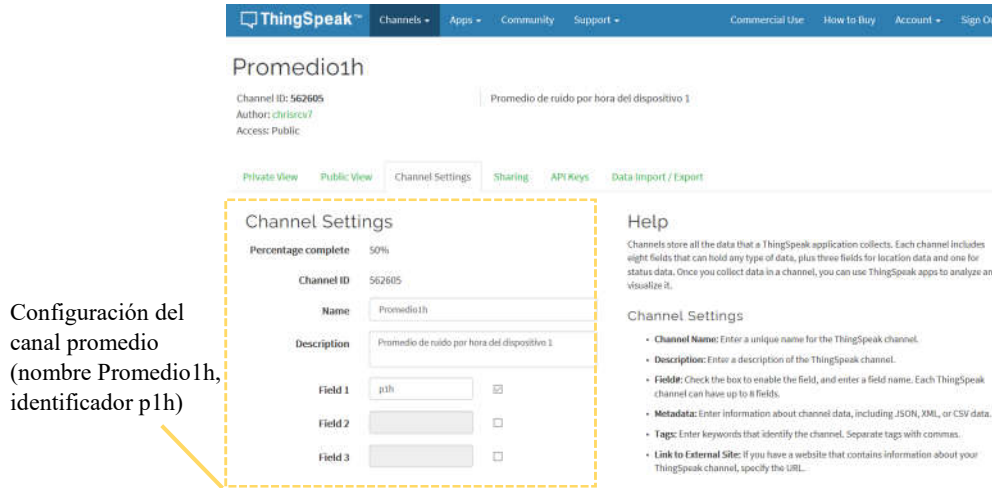 ThingSpeak™ Channels Apps Community Support Commercial Use How to Buy Account Sign Ou
Promedio1h
Channel ID: 562605
Author: chrisrcv7
Access: Public
Promedio de ruido por hora del dispositivo 1
Private View Public View Channel Settings Sharing API Keys Data Import / Export
Channel Settings
Percentage complete 50%
Channel ID 562605
Name Promedio1h
Description Promedio de ruido por hora del dispositivo 1
Field 1 p1h
Field 2
Field 3
Help
Channels store all the data that a ThingSpeak application collects. Each channel includes
eight fields that can hold any type of data, plus three fields for location data and one for
status data. Once you collect data in a channel, you can use ThingSpeak apps to analyze an
visualize it.
Channel Settings
• Channel Name: Enter a unique name for the ThingSpeak channel.
• Description: Enter a description of the ThingSpeak channel.
• Field#: Check the box to enable the field, and enter a field name. Each ThingSpeak
channel can have up to 8 fields.
• Metadata: Enter information about channel data, including JSON, XML, or CSV data.
• Tags: Enter keywords that identify the channel. Separate tags with commas.
• Link to External Site: If you have a website that contains information about your
ThingSpeak channel, specify the URL.
Configuración del
canal promedio
(nombre Promedio1h,
identificador p1h)